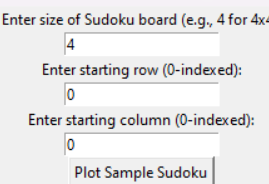 Enter size of Sudoku board (e.g., 4 for 4x4
4
Enter starting row (0-indexed):
0
Enter starting column (0-indexed):
0
Plot Sample Sudoku